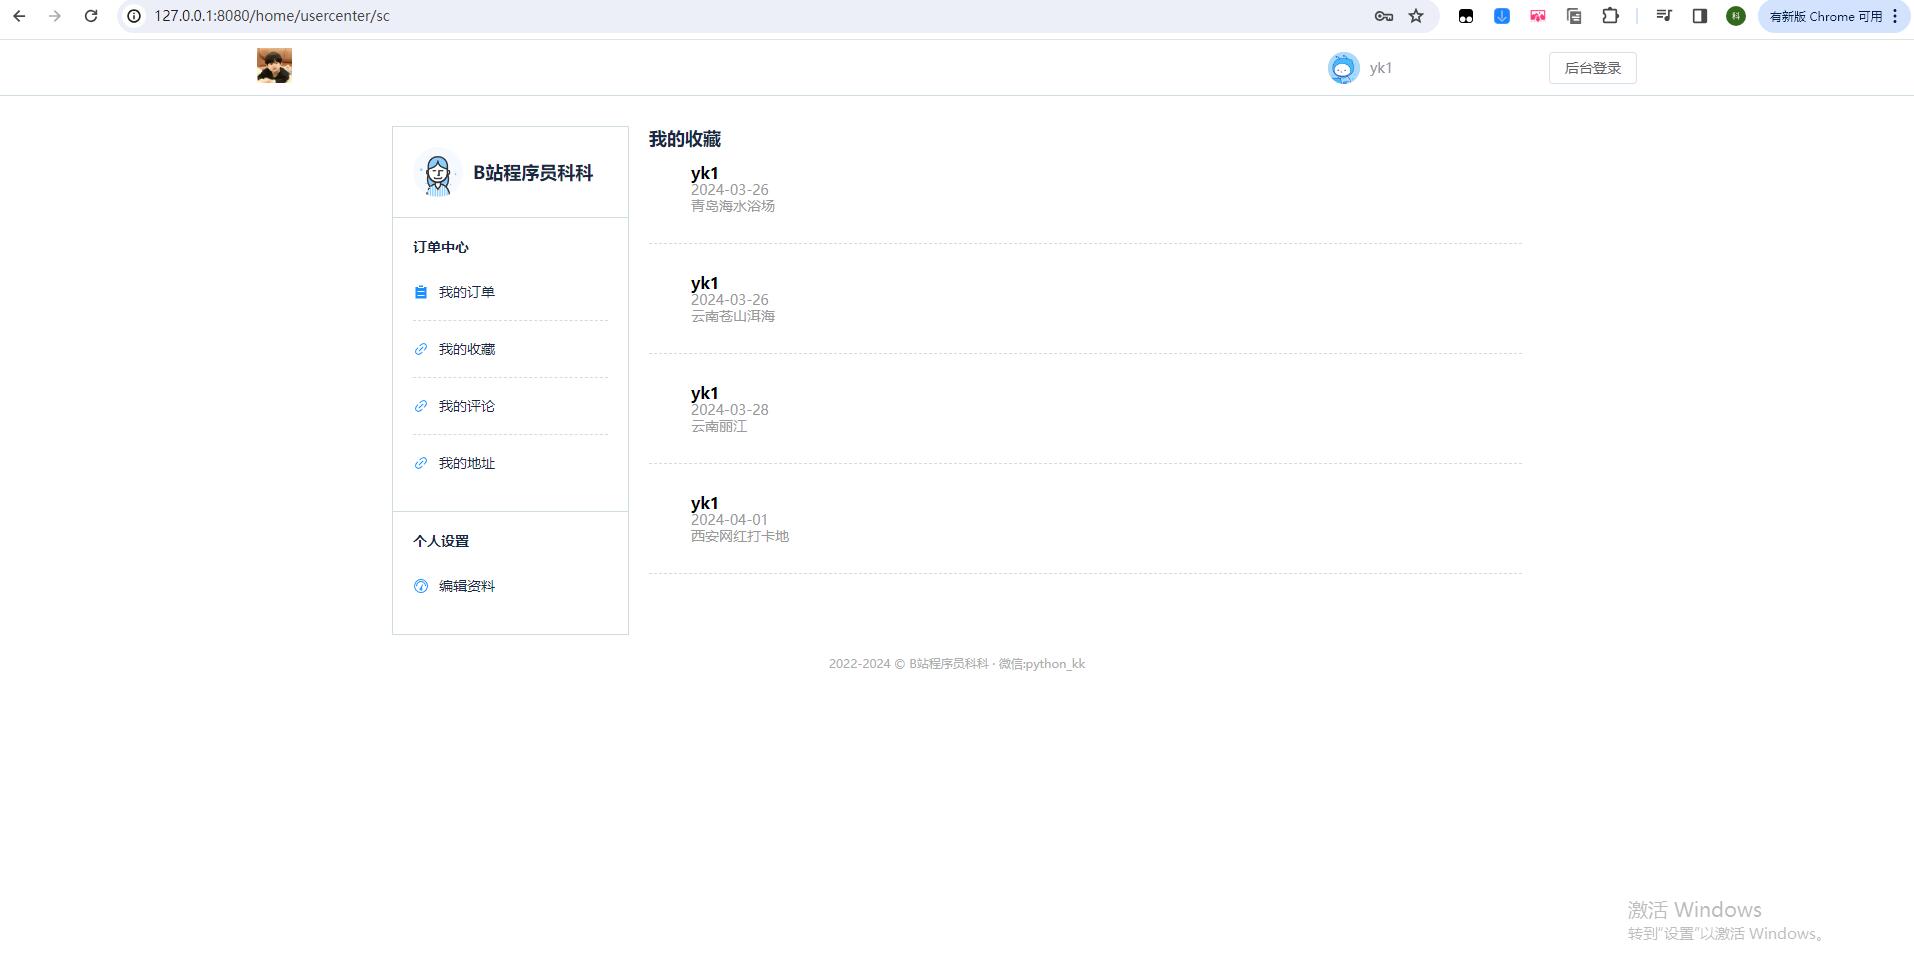 127.0.0.1:8080/home/usercenter/sc
科
有新版 Chrome 可用
yk1
后台登录
B站程序员科科
订单中心
我的订单
我的收藏
我的评论
我的地址
个人设置
编辑资料
我的收藏
yk1
2024-03-26
青岛海水浴场
yk1
2024-03-26
云南苍山洱海
yk1
2024-03-28
云南丽江
yk1
2024-04-01
西安网红打卡地
2022-2024 © B站程序员科科 · 微信:python_kk
激活 Windows
转到"设置"以激活 Windows。